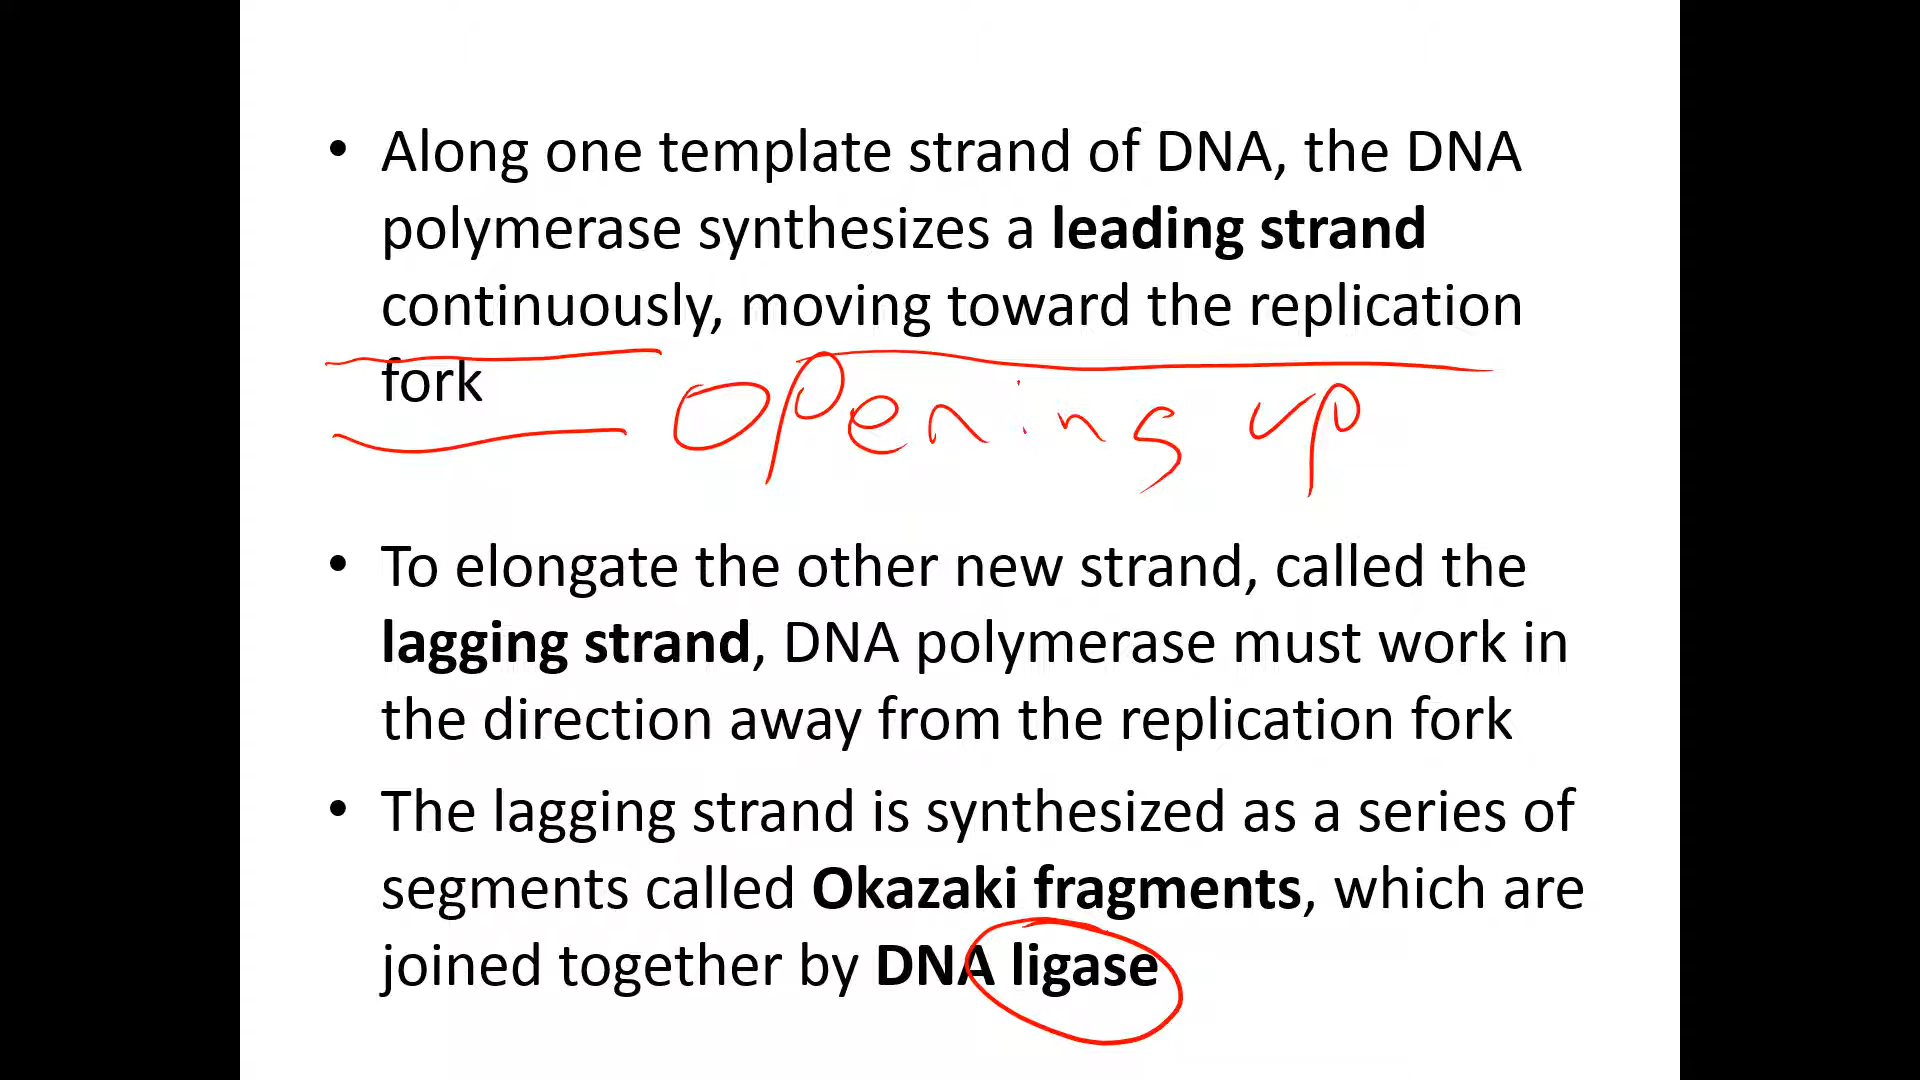 • Along one template strand of DNA, the DNA
polymerase synthesizes a leading strand
continuously, moving toward the replication
fork
opening up
• To elongate the other new strand, called the
lagging strand, DNA polymerase must work in
the direction away from the replication fork
• The lagging strand is synthesized as a series of
segments called Okazaki fragments, which are
joined together by DNA ligase